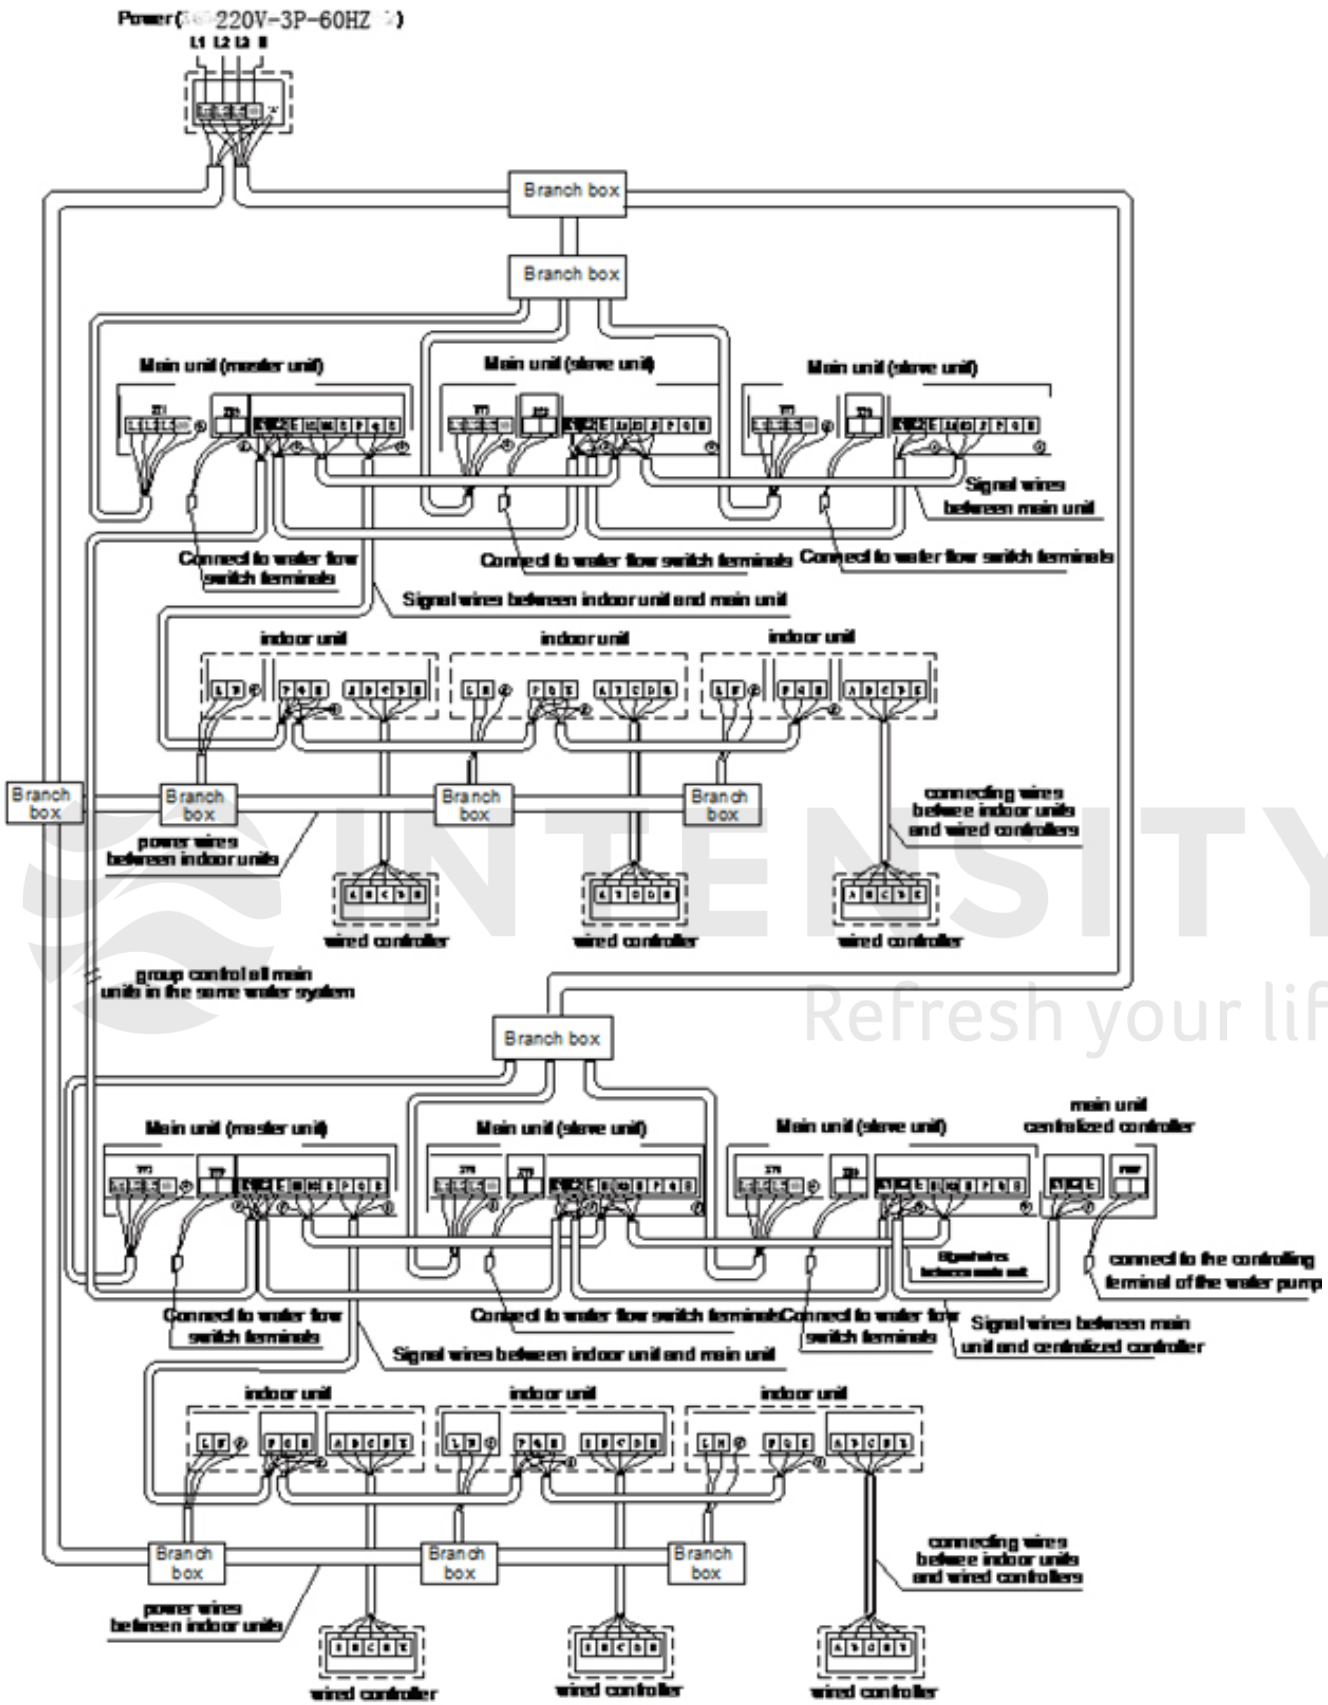 Power( 220V-3P-60HZ )
L1 L2 L3 N
Branch box
Branch box
Main unit (master unit)
Main unit (slave unit)
Main unit (slave unit)
Signal wires
between main unit
Connect to water flow
switch terminals
Connect to water flow switch terminals
Connect to water flow switch terminals
Signal wires between indoor unit and main unit
indoor unit
indoor unit
indoor unit
L N
P Q E
A B C D E
L N
P Q E
A B C D E
L N
P Q E
A B C D E
Branch
box
Branch
box
Branch
box
Branch
box
connecting wires
betwee indoor units
and wired controllers
power wires
between indoor units
INTENSITY
A B C D E
A B C D E
A B C D E
wired controller
wired controller
wired controller
group control all main
units in the same water system
Refresh your lif
Branch box
main unit
centralized controller
Main unit (master unit)
Main unit (slave unit)
Main unit (slave unit)
Signal wires
between main unit
connect to the controlling
terminal of the water pump
Connect to water flow
switch terminals
Connect to water flow switch terminals
Connect to water flow
switch terminals
Signal wires between main
unit and centralized controller
Signal wires between indoor unit and main unit
indoor unit
indoor unit
indoor unit
L N
P Q E
A B C D E
L N
P Q E
A B C D E
L N
P Q E
A B C D E
Branch
box
Branch
box
Branch
box
connecting wires
betwee indoor units
and wired controllers
power wires
between indoor units
A B C D E
A B C D E
A B C D E
wired controller
wired controller
wired controller